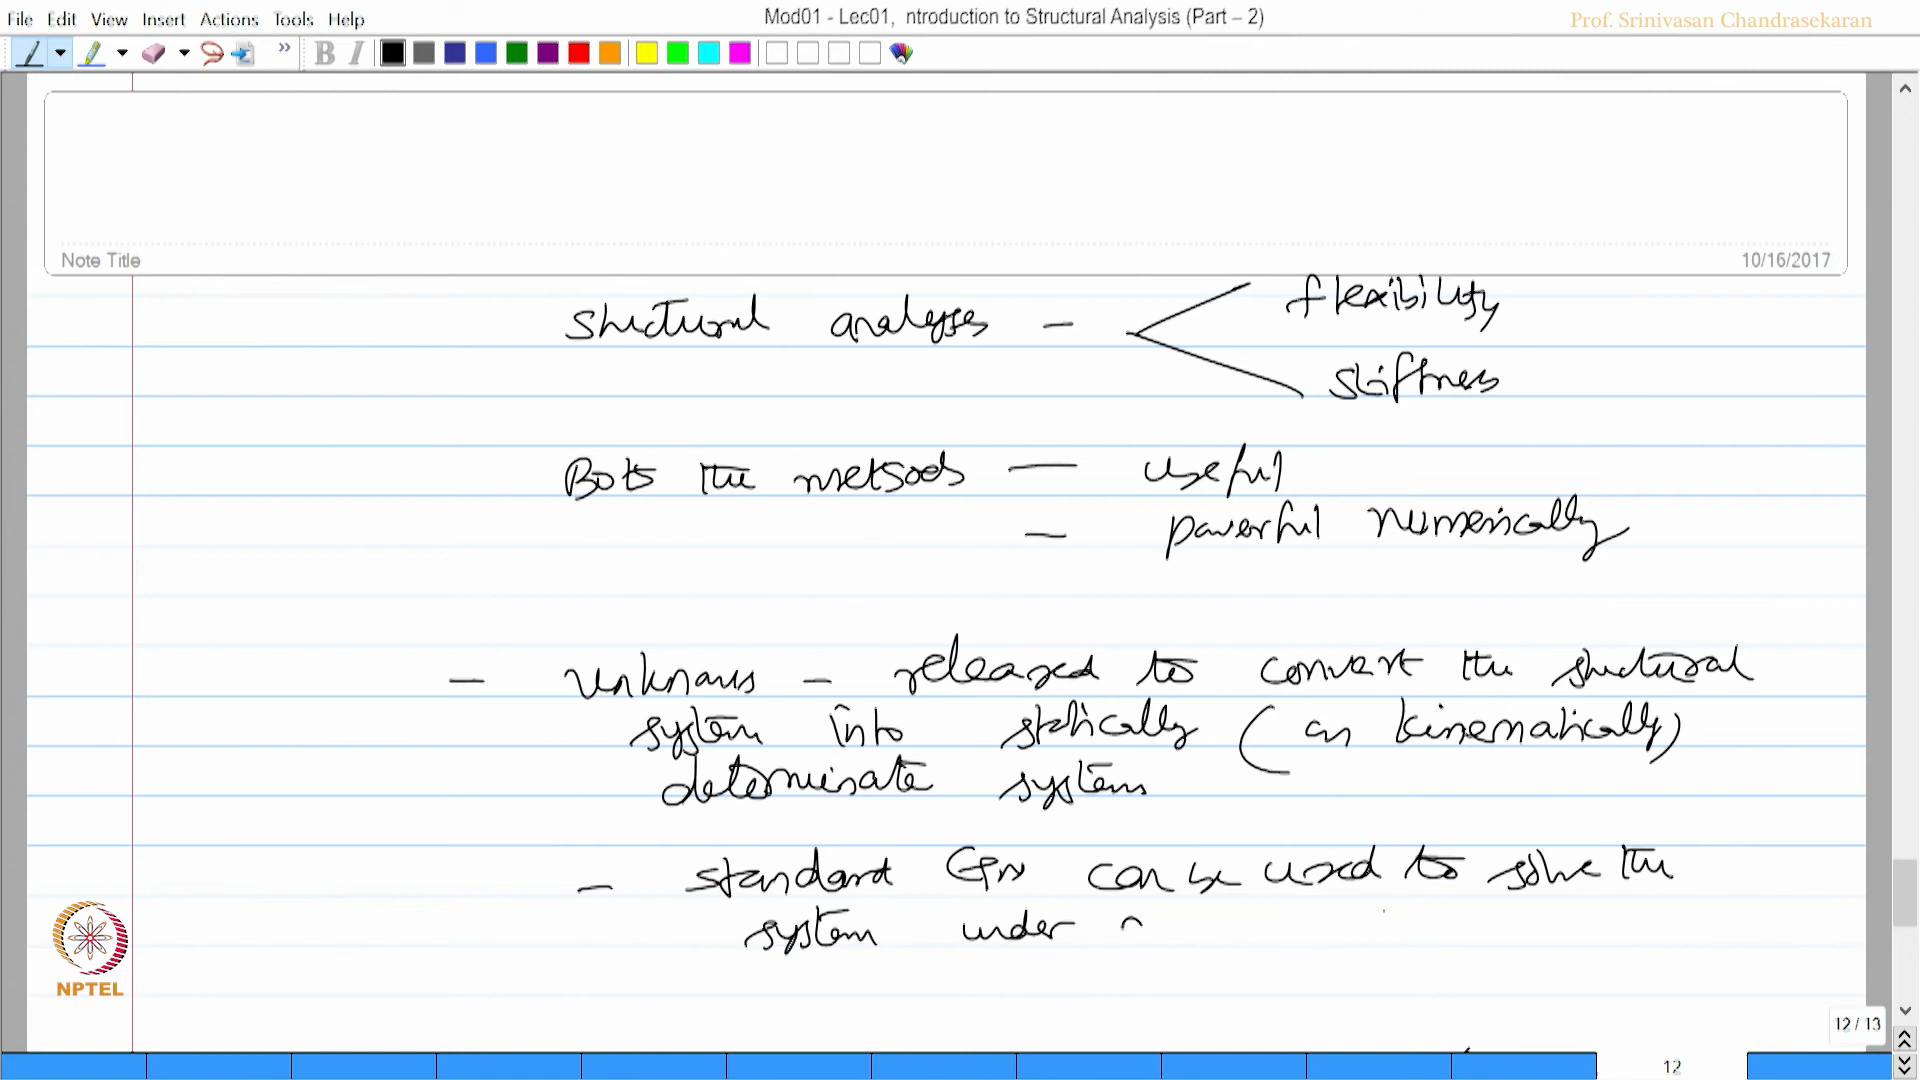 File Edit View Insert Actions Tools Help
Mod01 - Lec01, ntroduction to Structural Analysis (Part – 2)
Prof. Srinivasan Chandrasekaran
B I
Note Title
10/16/2017
structural analyses - flexibility
stiffness
Both the methods — useful
— powerful numerically
— unknowns - released to convert the structural
system into statically (or kinematically)
determinate system
— standard Eqn can be used to solve the
system under
NPTEL
12 / 13
12